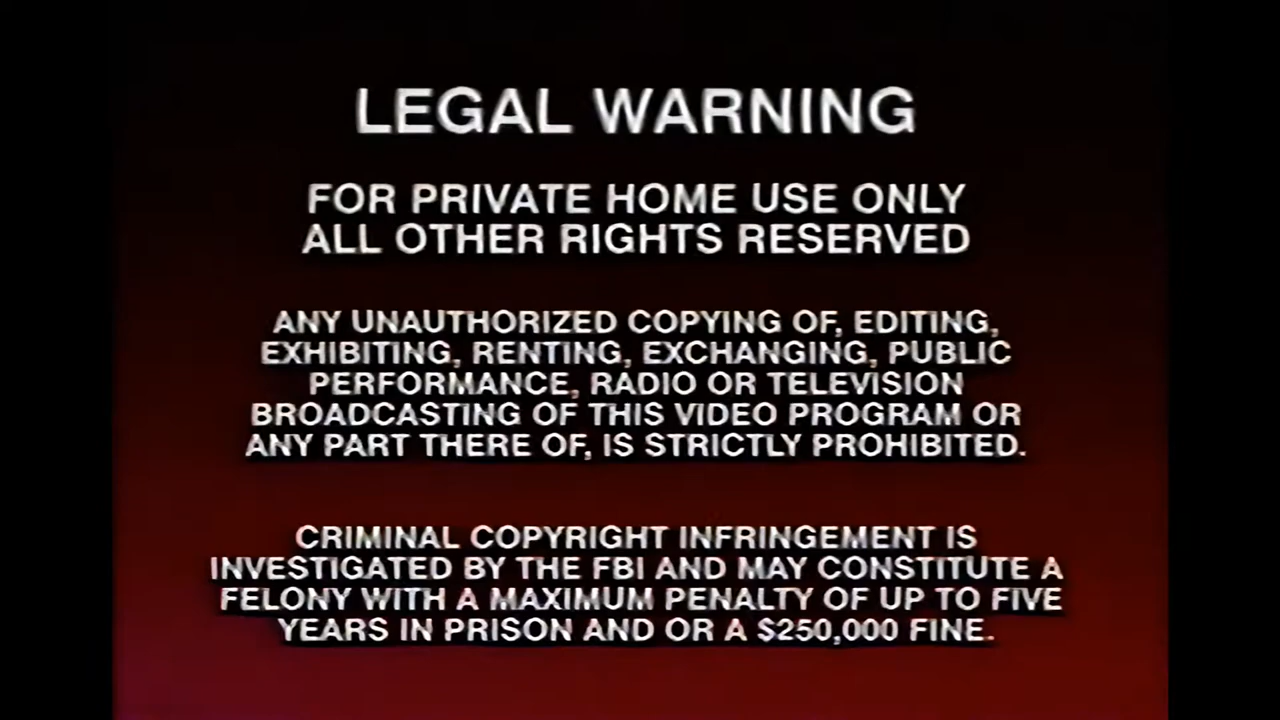 LEGAL WARNING
FOR PRIVATE HOME USE ONLY
ALL OTHER RIGHTS RESERVED
ANY UNAUTHORIZED COPYING OF, EDITING,
EXHIBITING, RENTING, EXCHANGING, PUBLIC
PERFORMANCE, RADIO OR TELEVISION
BROADCASTING OF THIS VIDEO PROGRAM OR
ANY PART THERE OF, IS STRICTLY PROHIBITED.
CRIMINAL COPYRIGHT INFRINGEMENT IS
INVESTIGATED BY THE FBI AND MAY CONSTITUTE A
FELONY WITH A MAXIMUM PENALTY OF UP TO FIVE
YEARS IN PRISON AND OR A $250,000 FINE.